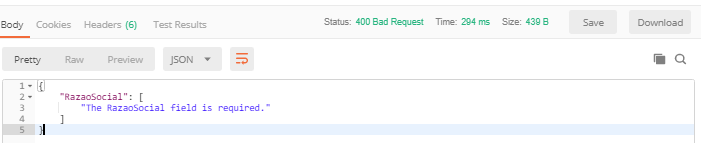 Body Cookies Headers (6) Test Results Status: 400 Bad Request Time: 294 ms Size: 439 B Save Download
Pretty Raw Preview JSON
1 {
2 "RazaoSocial": [
3 "The RazaoSocial field is required."
4 ]
5 }